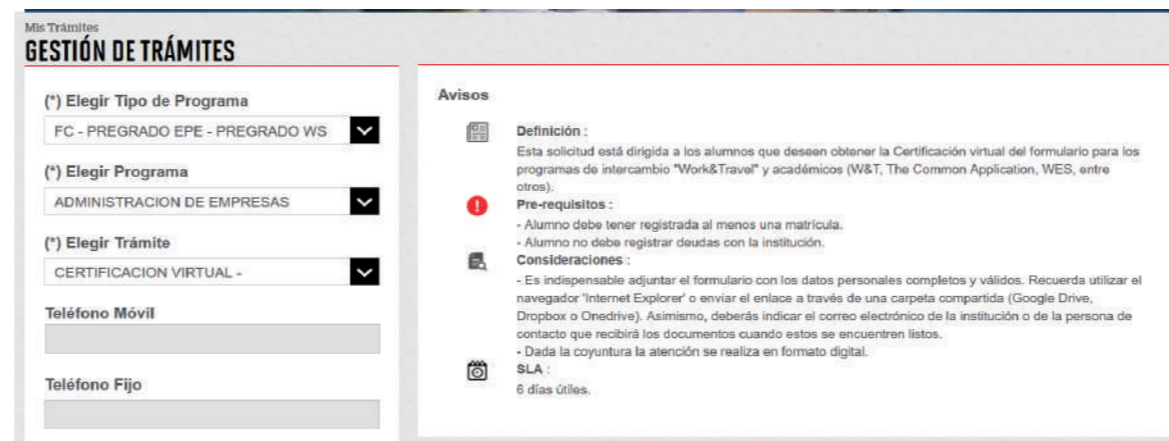 Mis Trámites
GESTIÓN DE TRÁMITES
(*) Elegir Tipo de Programa
FC - PREGRADO EPE - PREGRADO WS
(*) Elegir Programa
ADMINISTRACION DE EMPRESAS
(*) Elegir Trámite
CERTIFICACION VIRTUAL -
Teléfono Móvil
Teléfono Fijo
Avisos
Definición :
Esta solicitud está dirigida a los alumnos que deseen obtener la Certificación virtual del formulario para los
programas de intercambio "Work&Travel" y académicos (W&T, The Common Application, WES, entre
otros).
Pre-requisitos :
- Alumno debe tener registrada al menos una matrícula.
- Alumno no debe registrar deudas con la institución.
Consideraciones :
- Es indispensable adjuntar el formulario con los datos personales completos y válidos. Recuerda utilizar el
navegador 'Internet Explorer' o enviar el enlace a través de una carpeta compartida (Google Drive,
Dropbox o Onedrive). Asimismo, deberás indicar el correo electrónico de la institución o de la persona de
contacto que recibirá los documentos cuando estos se encuentren listos.
- Dada la coyuntura la atención se realiza en formato digital.
SLA :
6 días útiles.